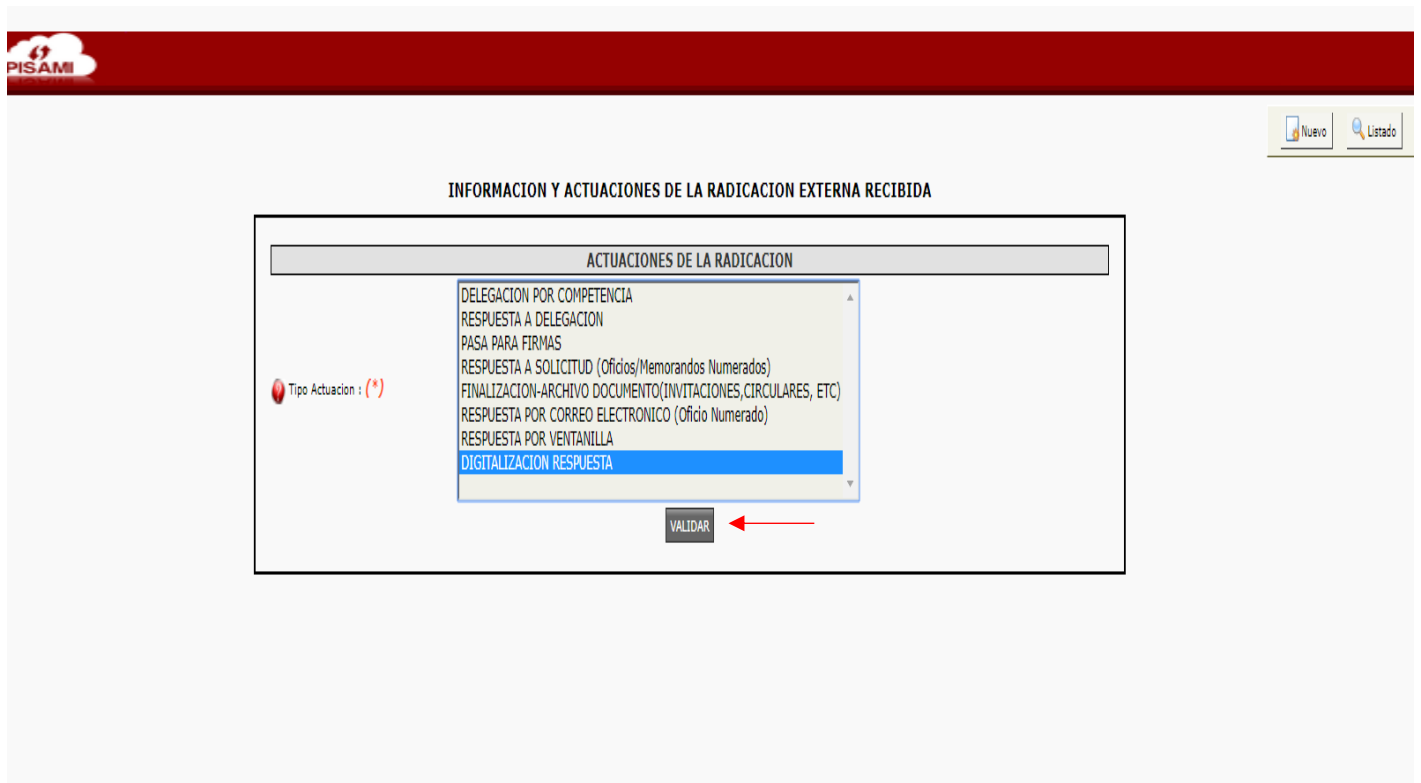 PISAMI
Nuevo
Listado
INFORMACION Y ACTUACIONES DE LA RADICACION EXTERNA RECIBIDA
ACTUACIONES DE LA RADICACION
Tipo Actuacion : (*)
DELEGACION POR COMPETENCIA
RESPUESTA A DELEGACION
PASA PARA FIRMAS
RESPUESTA A SOLICITUD (Oficios/Memorandos Numerados)
FINALIZACION-ARCHIVO DOCUMENTO(INVITACIONES,CIRCULARES, ETC)
RESPUESTA POR CORREO ELECTRONICO (Oficio Numerado)
RESPUESTA POR VENTANILLA
DIGITALIZACION RESPUESTA
VALIDAR